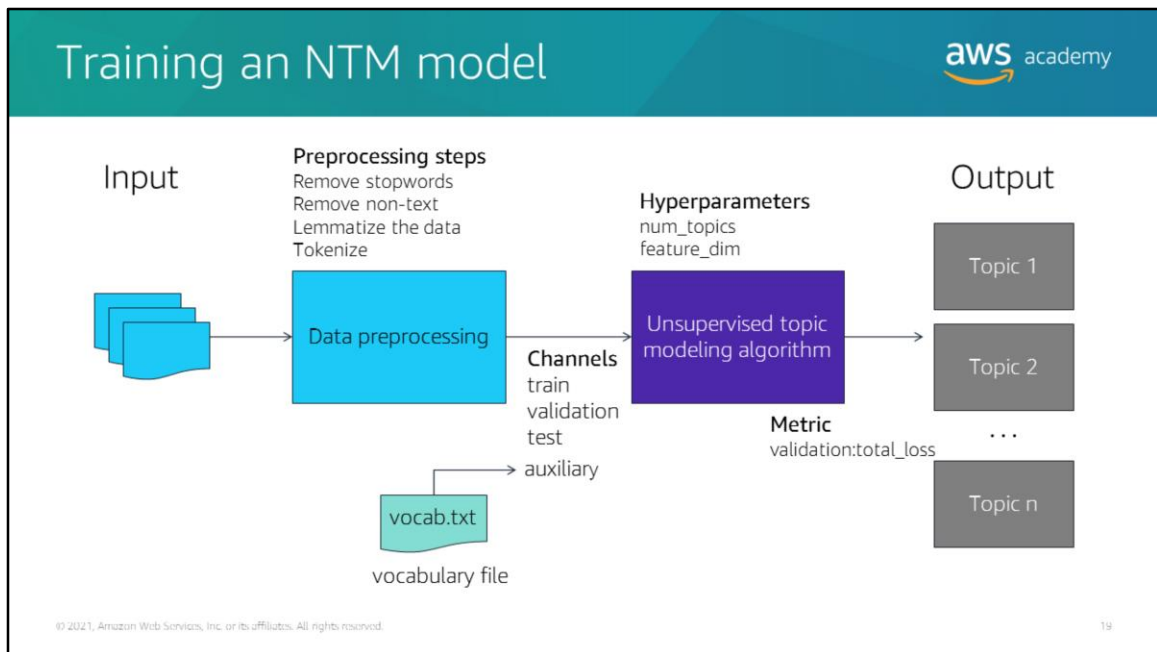 Training an NTM model
aws academy
Input
Preprocessing steps
Remove stopwords
Remove non-text
Lemmatize the data
Tokenize
Data preprocessing
Channels
train
validation
test
auxiliary
vocab.txt
vocabulary file
Hyperparameters
num_topics
feature_dim
Unsupervised topic
modeling algorithm
Metric
validation:total_loss
Output
Topic 1
Topic 2
...
Topic n
© 2021, Amazon Web Services, Inc. or its affiliates. All rights reserved.
19